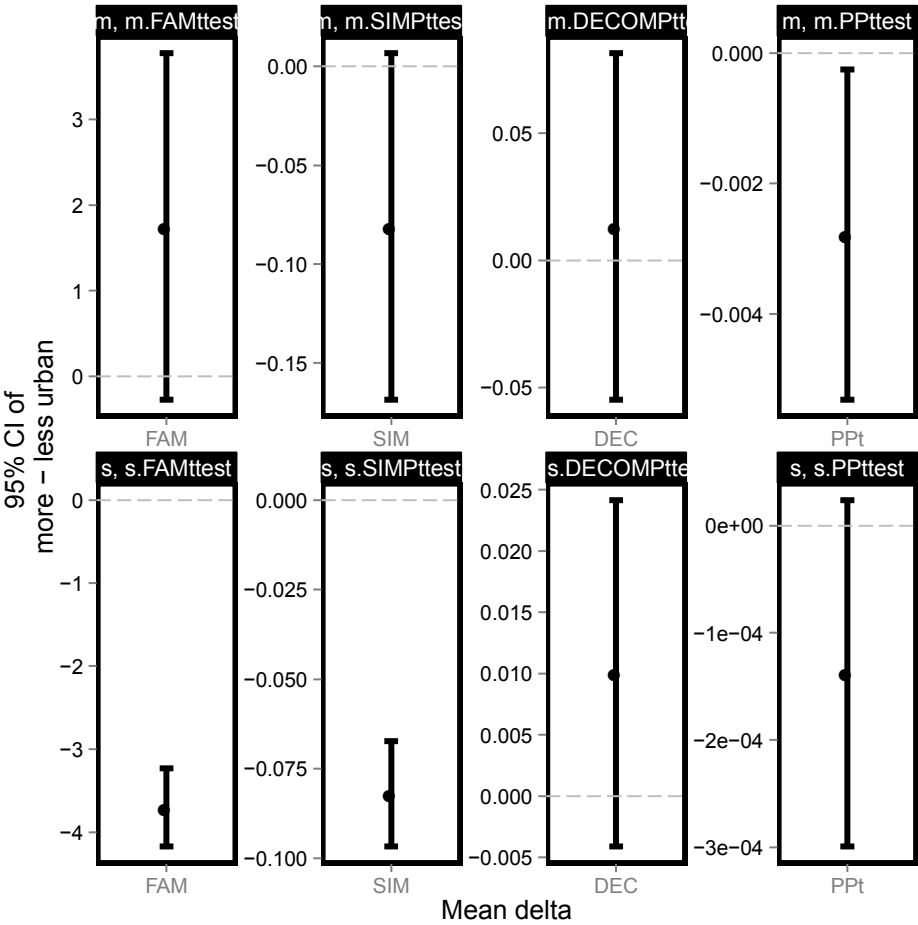 m, m.FAMttest
m, m.SIMPttest
m.DECOMPtt
m, m.PPttest
3
2
1
0
0.00
−0.05
−0.10
−0.15
0.05
0.00
−0.05
0.000
−0.002
−0.004
FAM
SIM
DEC
PPt
95% CI of
more − less urban
s, s.FAMttest
s, s.SIMPttest
s.DECOMPtte
s, s.PPttest
0
−1
−2
−3
−4
0.000
−0.025
−0.050
−0.075
−0.100
0.025
0.020
0.015
0.010
0.005
0.000
−0.005
0e+00
−1e−04
−2e−04
−3e−04
FAM
SIM
DEC
PPt
Mean delta